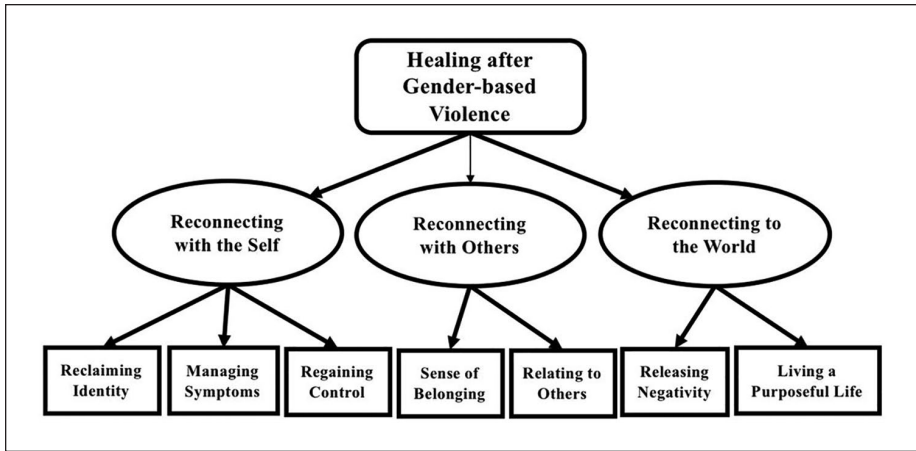 Healing after
Gender-based
Violence
Reconnecting
with the Self
Reconnecting
with Others
Reconnecting to
the World
Reclaiming
Identity
Managing
Symptoms
Regaining
Control
Sense of
Belonging
Relating to
Others
Releasing
Negativity
Living a
Purposeful Life